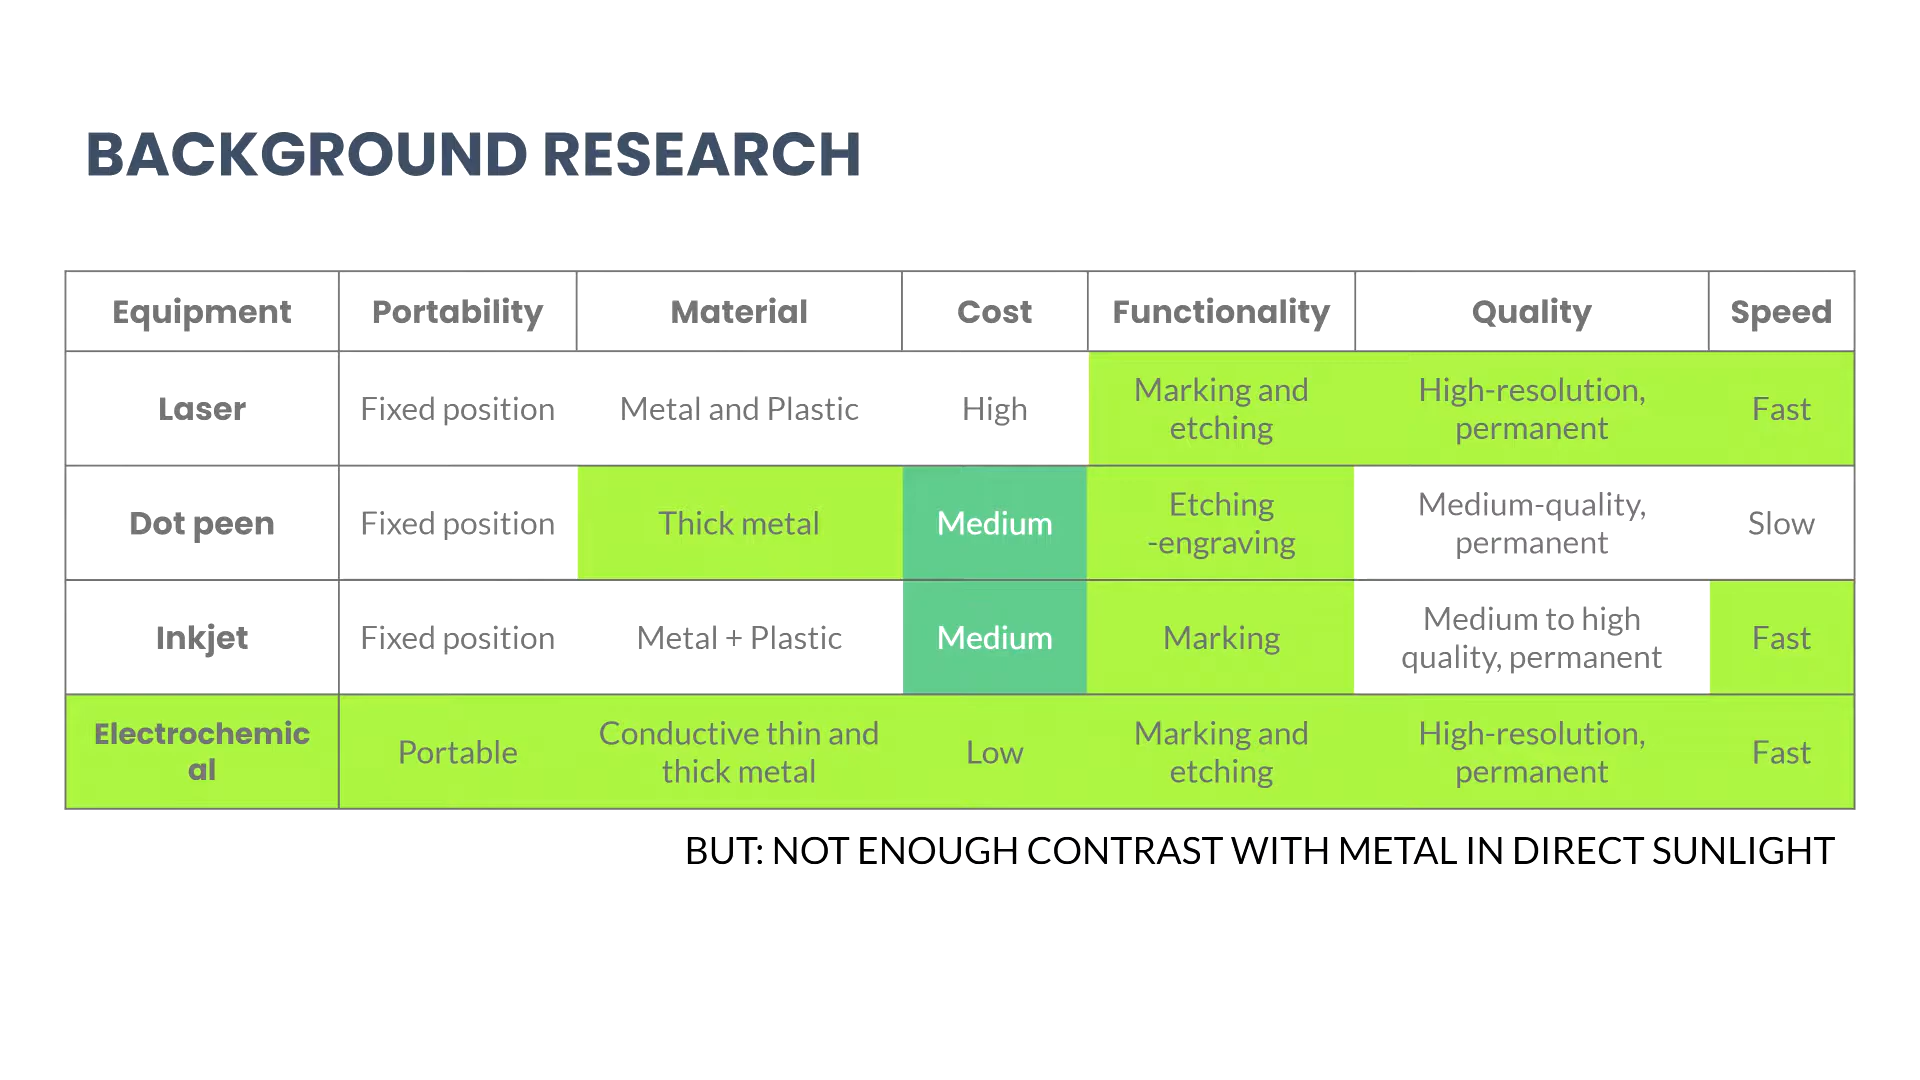 BACKGROUND RESEARCH
Equipment Portability Material Cost Functionality Quality Speed
Laser Fixed position Metal and Plastic High Marking and etching High-resolution, permanent Fast
Dot peen Fixed position Thick metal Medium Etching -engraving Medium-quality, permanent Slow
Inkjet Fixed position Metal + Plastic Medium Marking Medium to high quality, permanent Fast
Electrochemical Portable Conductive thin and thick metal Low Marking and etching High-resolution, permanent Fast
BUT: NOT ENOUGH CONTRAST WITH METAL IN DIRECT SUNLIGHT